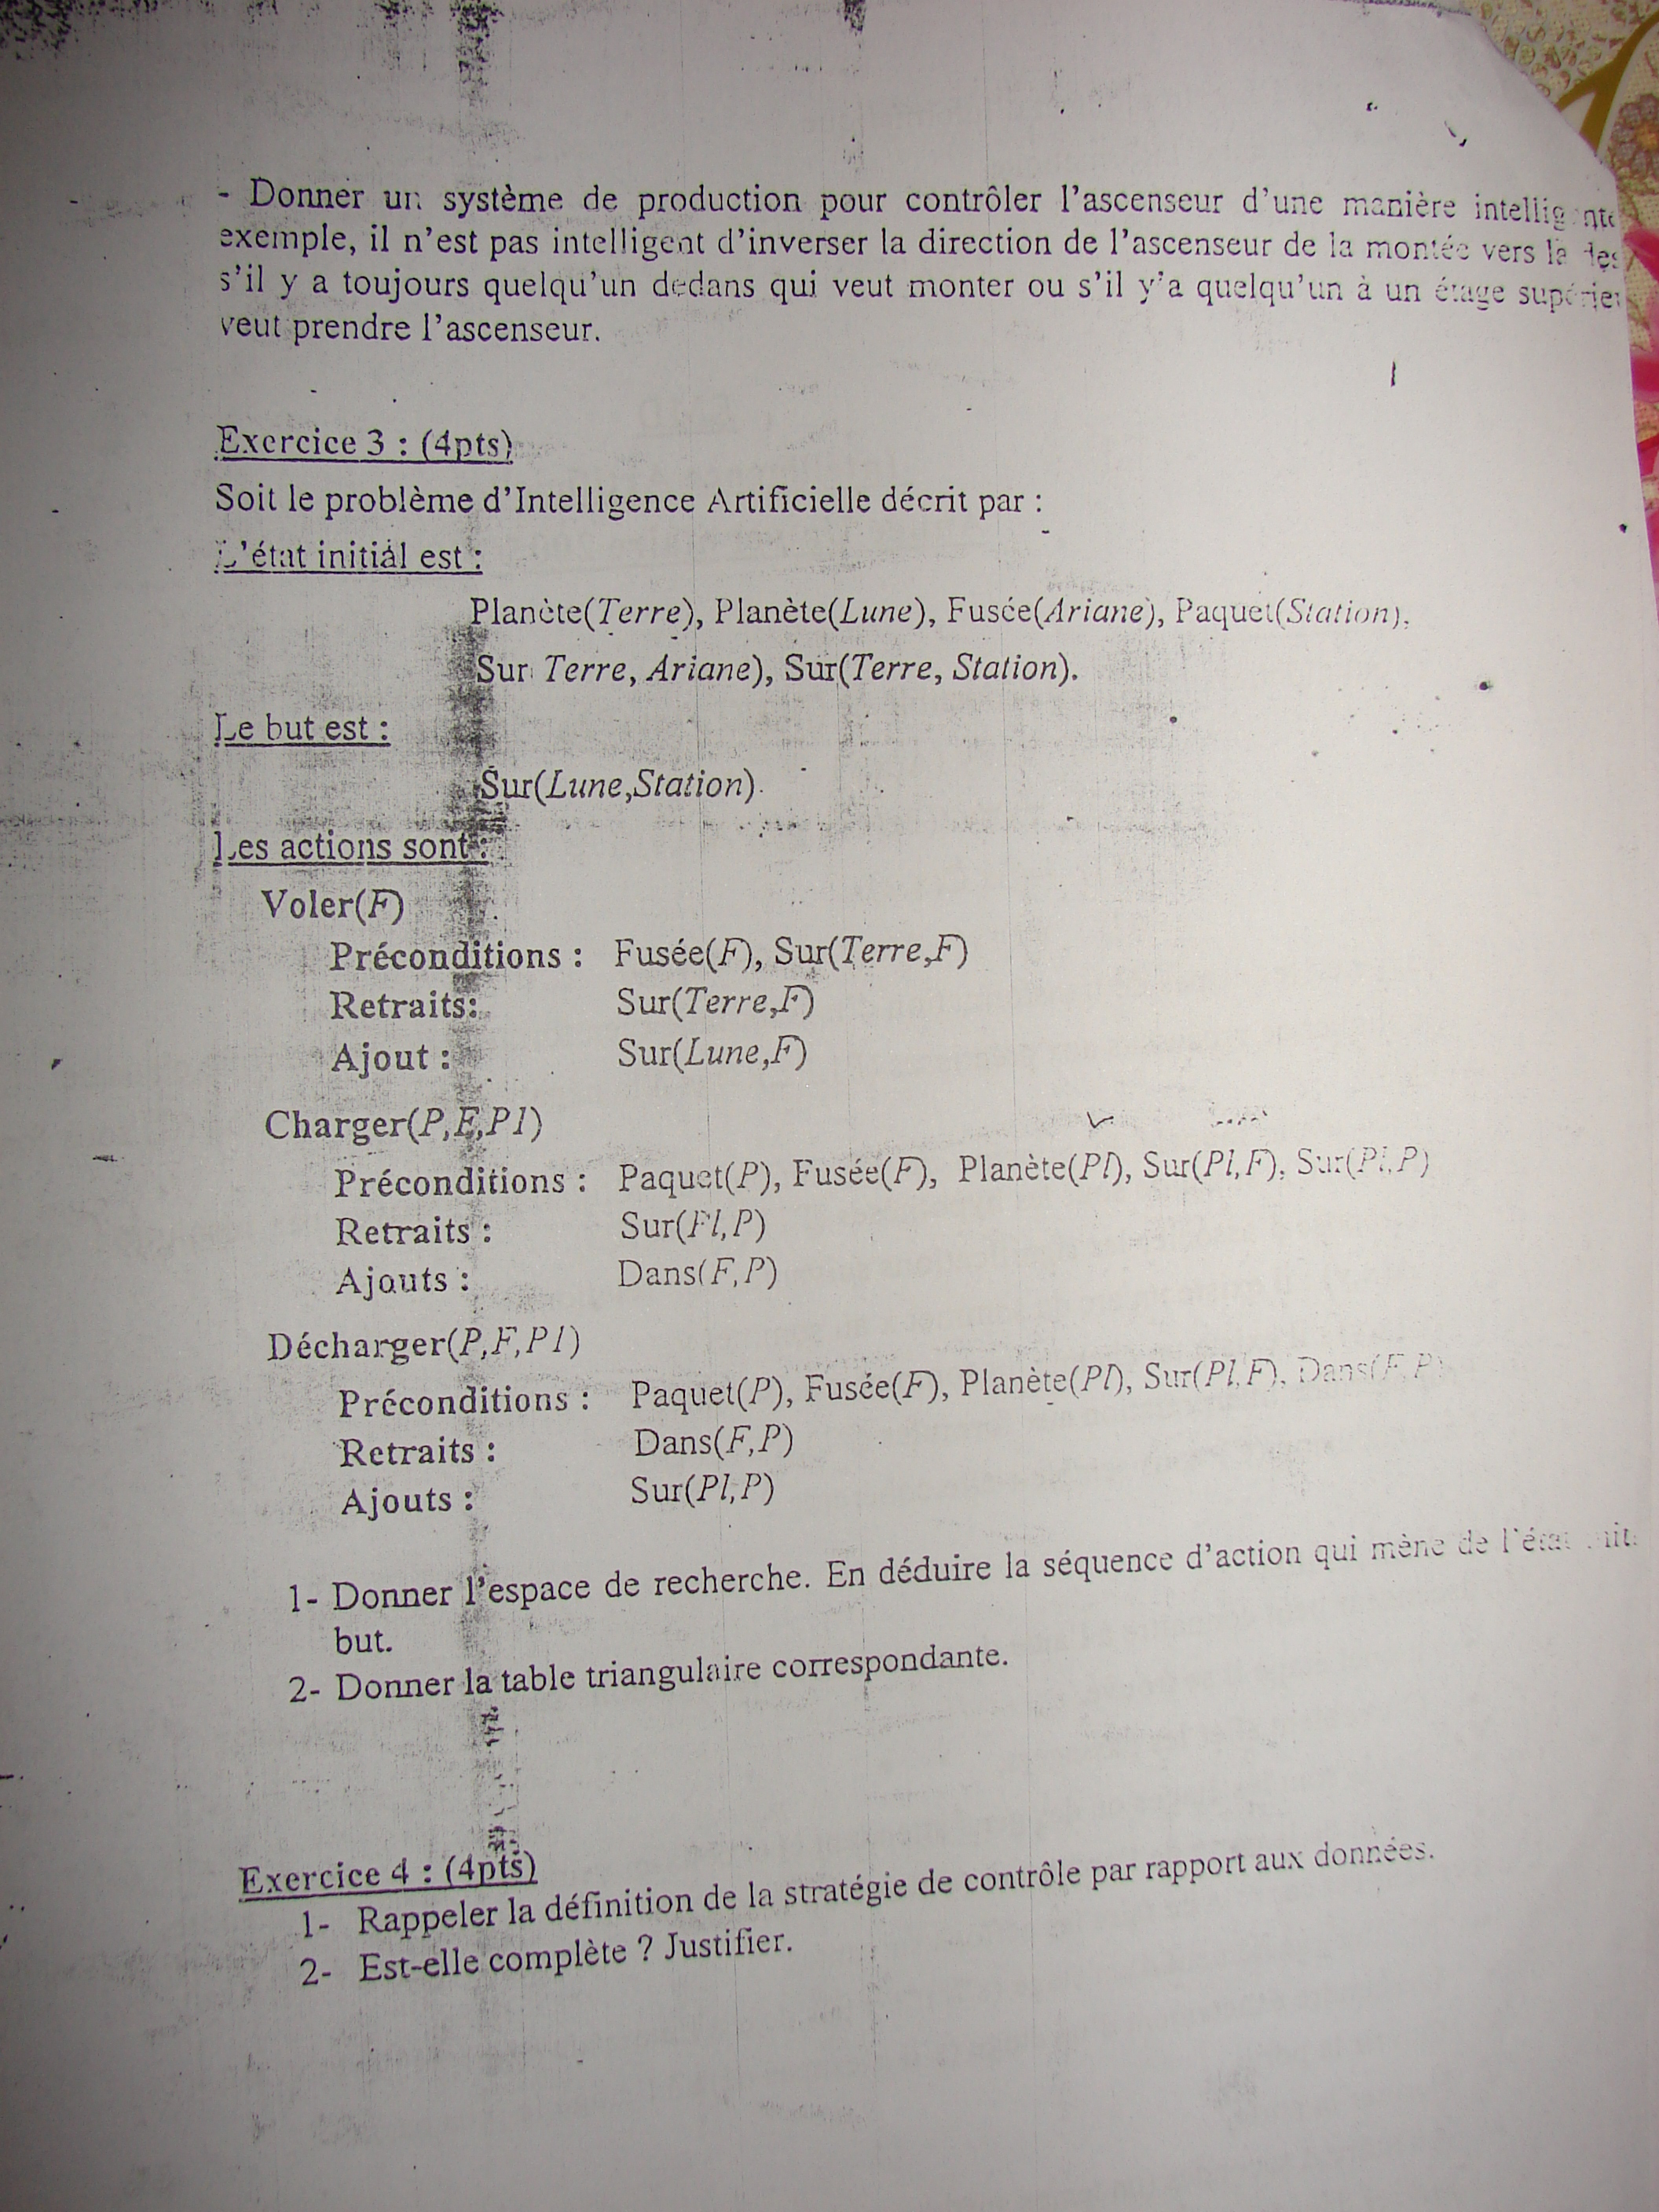 - Donner un système de production pour contrôler l'ascenseur d'une manière
exemple, il n'est pas intelligent d'inverser la direction de l'ascenseur de la montée vers la
s'il y a toujours quelqu'un dedans qui veut monter ou s'il y'a quelqu'un à un étage
veut prendre l'ascenseur.
Exercice 3 : (4pts)
Soit le problème d'Intelligence Artificielle décrit par :
L'état initial est :
Planète(Terre), Planète(Lune), Fusée(Ariane), Paquet(Station),
Sur Terre, Ariane), Sur(Terre, Station).
Le but est :
Sur(Lune,Station).
Les actions sont :
Voler(F)
Préconditions : Fusée(F), Sur(Terre,F)
Retraits: Sur(Terre,F)
Ajout : Sur(Lune,F)
Charger(P,F,Pl)
Préconditions : Paquet(P), Fusée(F), Planète(Pl), Sur(Pl,F), Sur(Pl,P)
Retraits : Sur(Pl,P)
Ajouts : Dans(F,P)
Décharger(P,F,Pl)
Préconditions : Paquet(P), Fusée(F), Planète(Pl), Sur(Pl,F), Dans(F,P)
Retraits : Dans(F,P)
Ajouts : Sur(Pl,P)
1- Donner l'espace de recherche. En déduire la séquence d'action qui mène de l'état
but.
2- Donner la table triangulaire correspondante.
Exercice 4 : (4pts)
1- Rappeler la définition de la stratégie de contrôle par rapport aux données.
2- Est-elle complète ? Justifier.